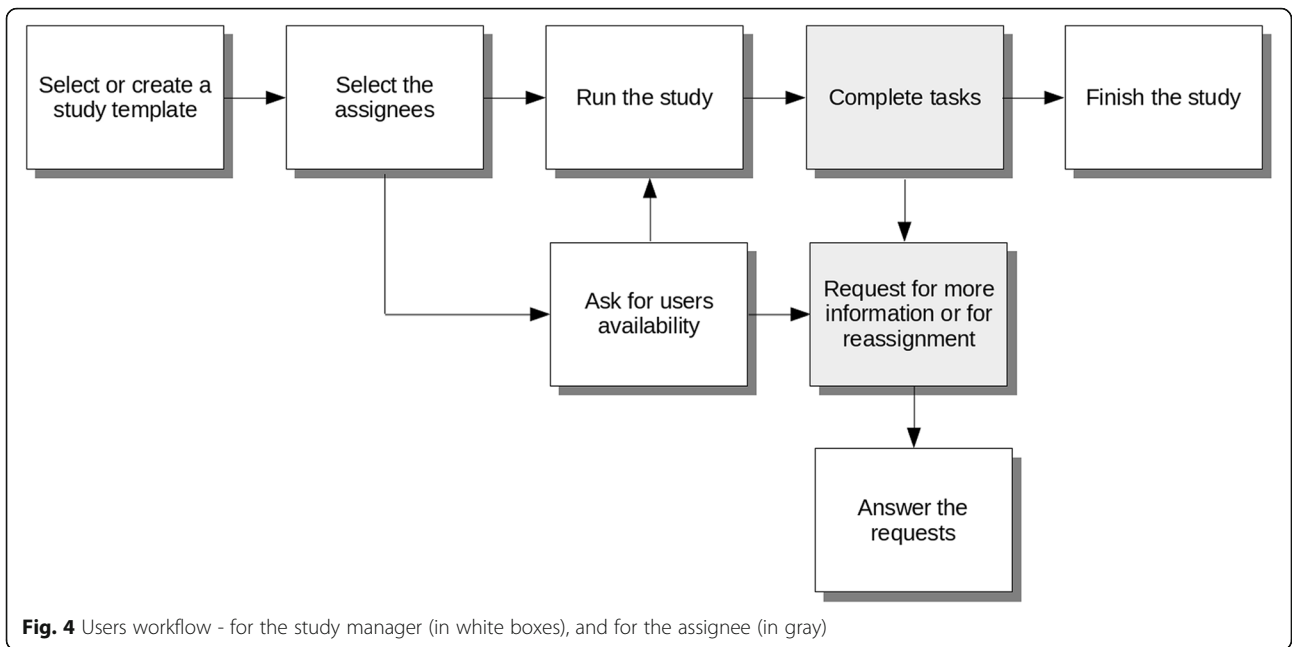 Select or create a
study template
Select the
assignees
Run the study
Complete tasks
Finish the study
Ask for users
availability
Request for more
information or for
reassignment
Answer the
requests
Fig. 4 Users workflow - for the study manager (in white boxes), and for the assignee (in gray)